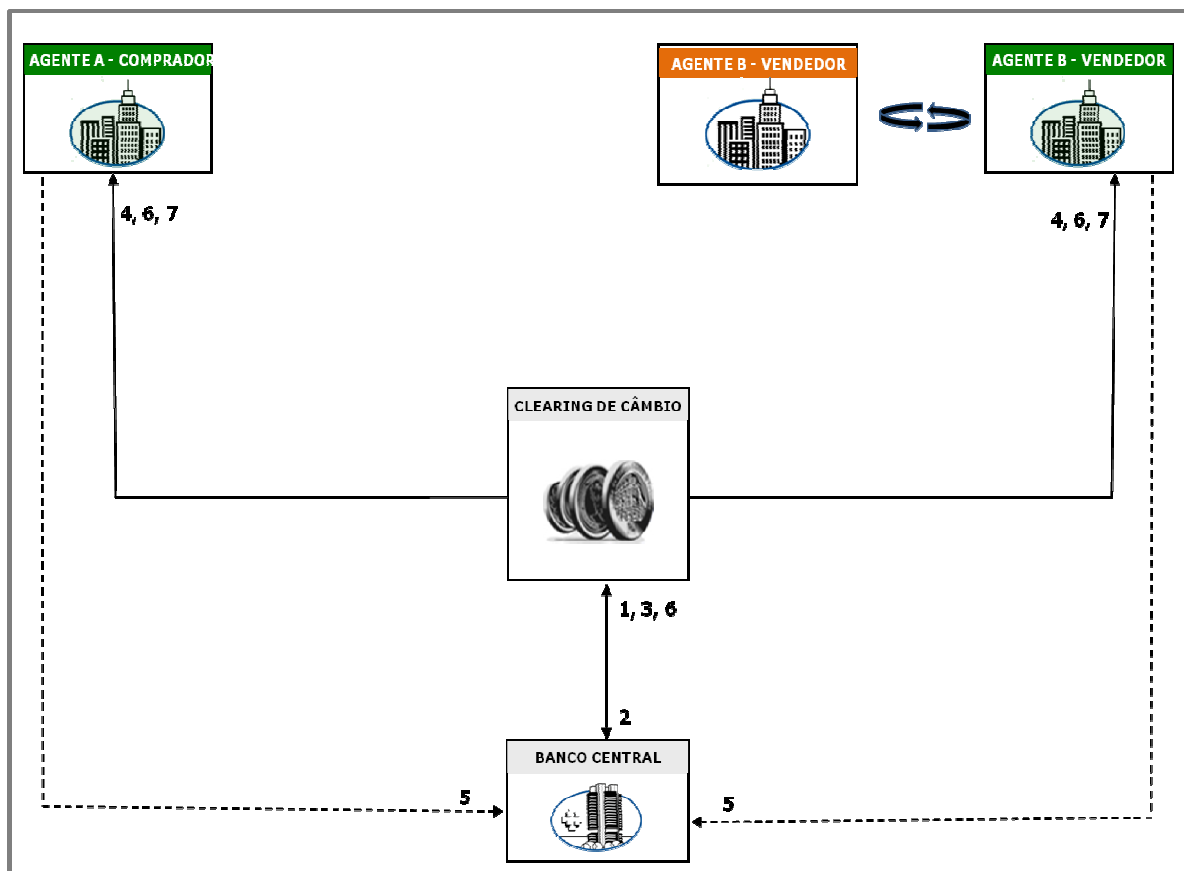 AGENTE A - COMPRADOR
AGENTE B - VENDEDOR
AGENTE B - VENDEDOR
4, 6, 7
4, 6, 7
CLEARING DE CÂMBIO
1, 3, 6
2
BANCO CENTRAL
5
5